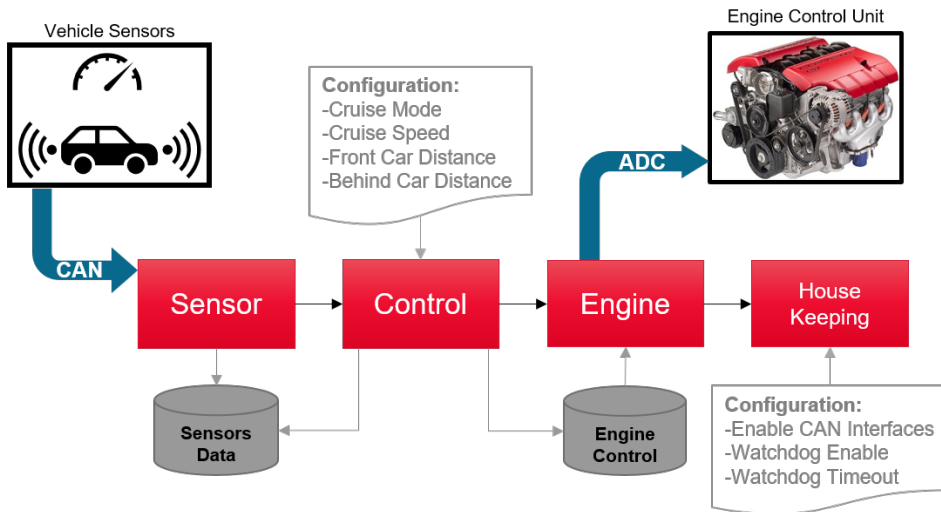 Vehicle Sensors
Engine Control Unit
Configuration:
-Cruise Mode
-Cruise Speed
-Front Car Distance
-Behind Car Distance
ADC
CAN
Sensor
Control
Engine
House
Keeping
Sensors
Data
Engine
Control
Configuration:
-Enable CAN Interfaces
-Watchdog Enable
-Watchdog Timeout